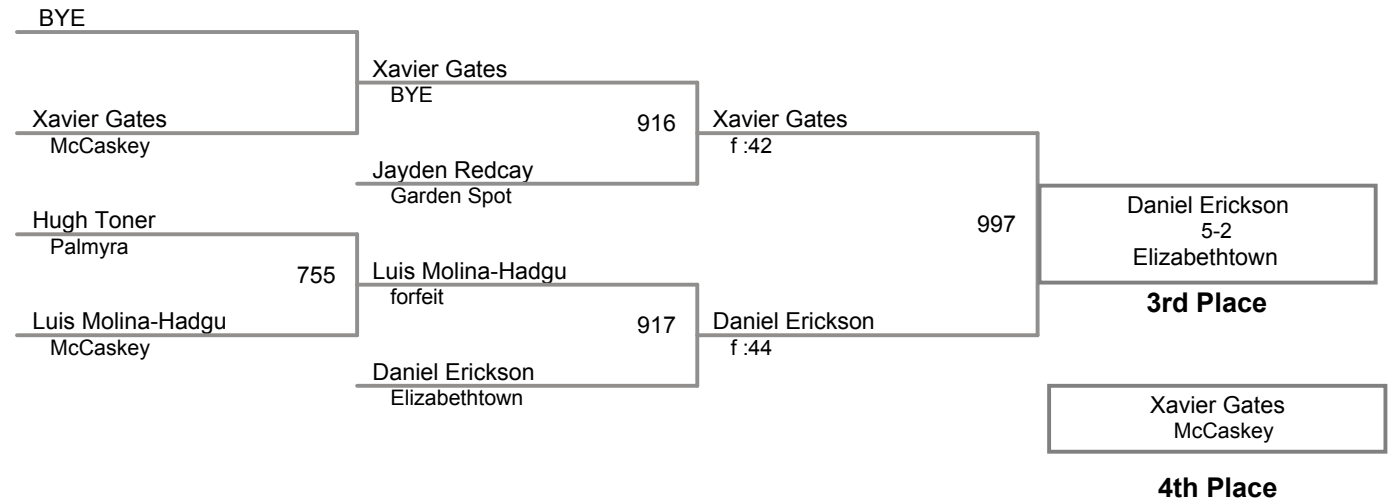 BYE
Xavier Gates
BYE
Xavier Gates
McCaskey
916
Xavier Gates
f :42
Jayden Redcay
Garden Spot
Hugh Toner
Palmyra
997
Daniel Erickson
5-2
Elizabethtown
3rd Place
755
Luis Molina-Hadgu
forfeit
Luis Molina-Hadgu
McCaskey
917
Daniel Erickson
f :44
Daniel Erickson
Elizabethtown
Xavier Gates
McCaskey
4th Place